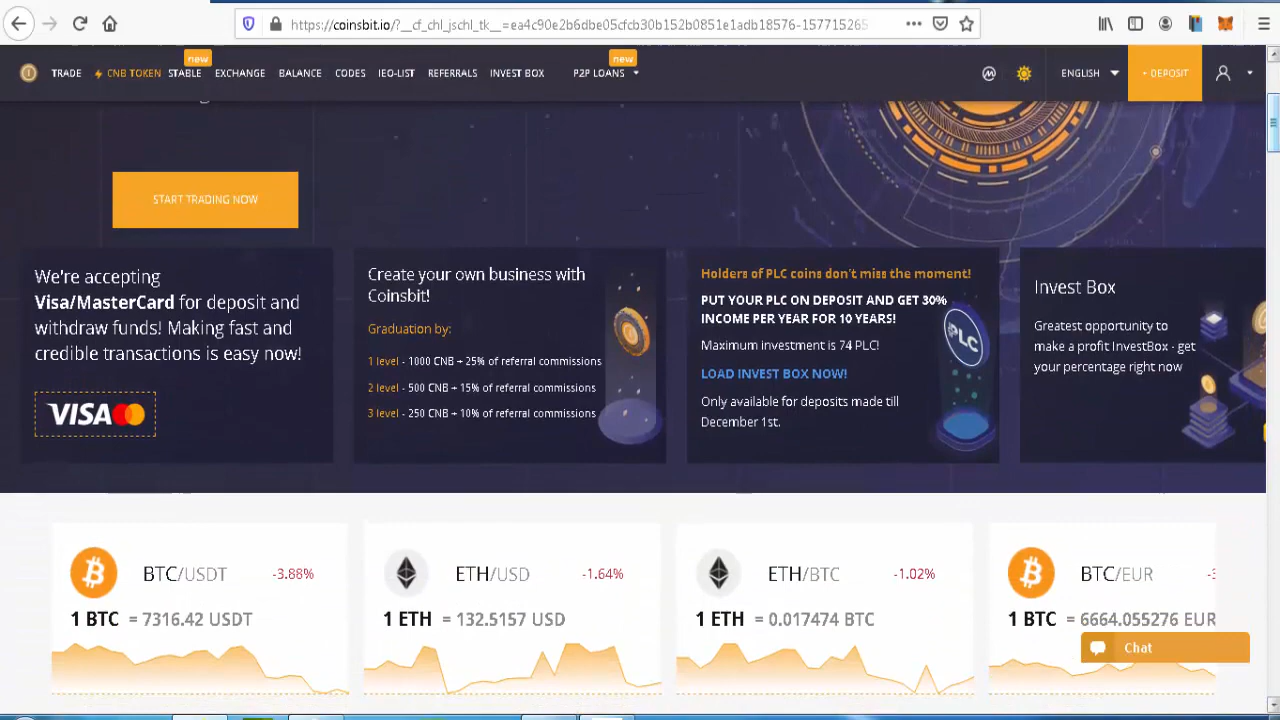 https://coinsbit.io/?__cf_chl_jschl_tk__=ea4c90e2b6dbe05cfcb30b152b0851e1adb18576-157715265
TRADE
CNB TOKEN
STABLE
new
EXCHANGE
BALANCE
CODES
IEO-LIST
REFERRALS
INVEST BOX
P2P LOANS
new
ENGLISH
+ DEPOSIT
START TRADING NOW
We're accepting
Visa/MasterCard for deposit and
withdraw funds! Making fast and
credible transactions is easy now!
VISA
Create your own business with
Coinsbit!
Graduation by:
1 level - 1000 CNB + 25% of referral commissions
2 level - 500 CNB + 15% of referral commissions
3 level - 250 CNB + 10% of referral commissions
Holders of PLC coins don't miss the moment!
PUT YOUR PLC ON DEPOSIT AND GET 30%
INCOME PER YEAR FOR 10 YEARS!
Maximum investment is 74 PLC!
LOAD INVEST BOX NOW!
Only available for deposits made till
December 1st.
PLC
Invest Box
Greatest opportunity to
make a profit InvestBox - get
your percentage right now
BTC/USDT -3.88%
1 BTC = 7316.42 USDT
ETH/USD -1.64%
1 ETH = 132.5157 USD
ETH/BTC -1.02%
1 ETH = 0.017474 BTC
BTC/EUR
1 BTC = 6664.055276 EUR
Chat